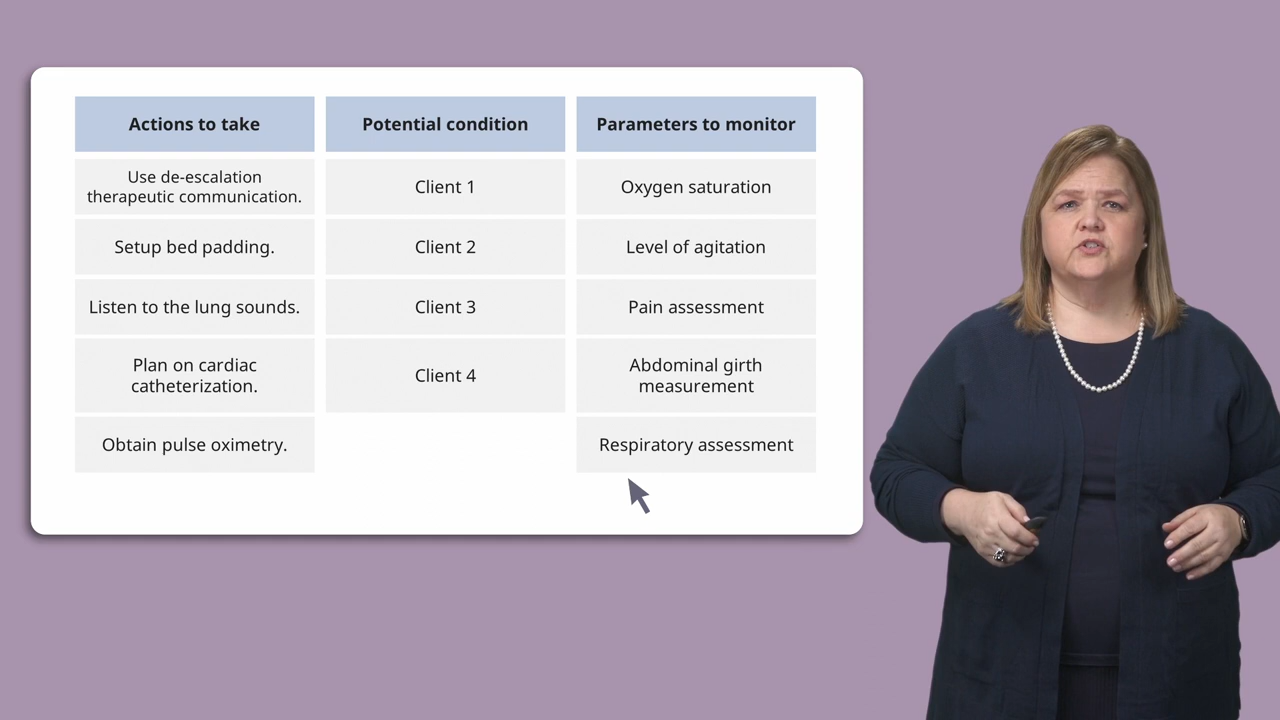 Actions to take
Potential condition
Parameters to monitor
Use de-escalation
therapeutic communication.
Client 1
Oxygen saturation
Setup bed padding.
Client 2
Level of agitation
Listen to the lung sounds.
Client 3
Pain assessment
Plan on cardiac
catheterization.
Client 4
Abdominal girth
measurement
Obtain pulse oximetry.
Respiratory assessment